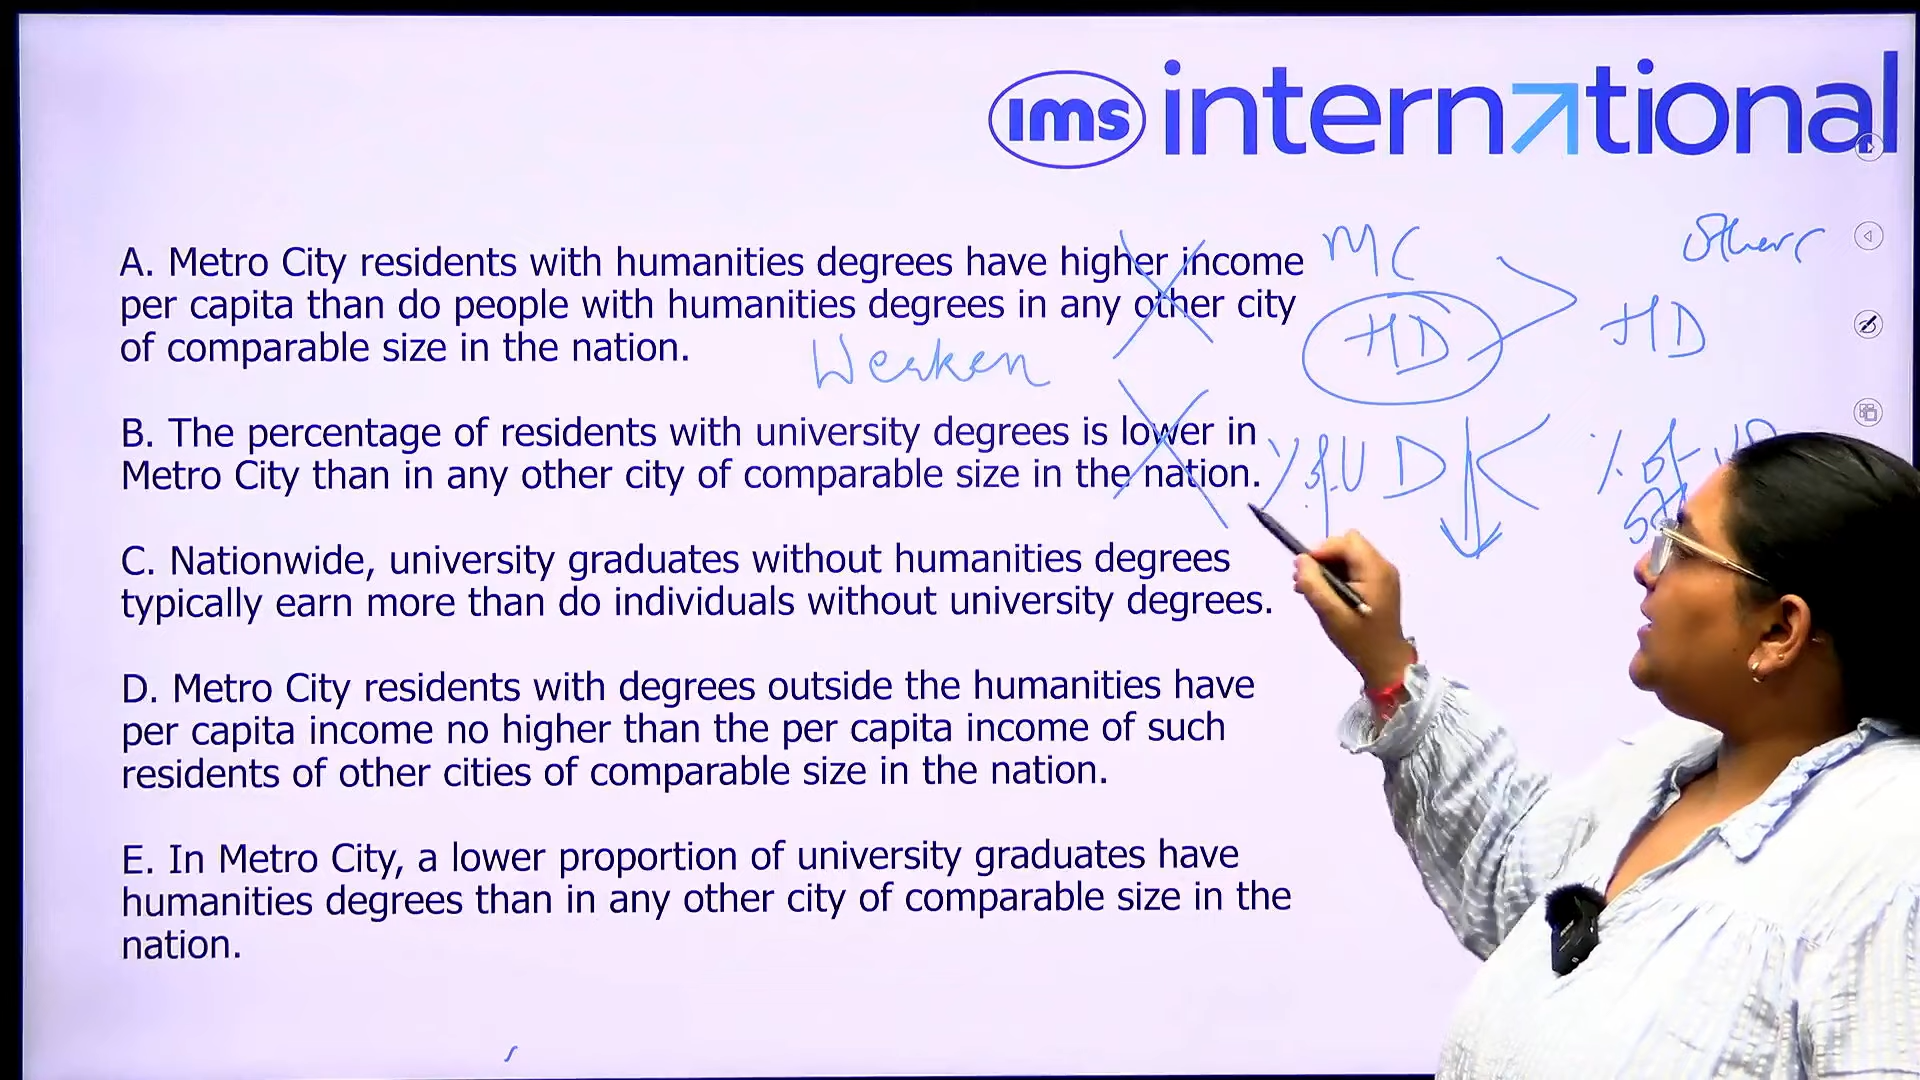 ims international
A. Metro City residents with humanities degrees have higher income
per capita than do people with humanities degrees in any other city
of comparable size in the nation.
Weaken
B. The percentage of residents with university degrees is lower in
Metro City than in any other city of comparable size in the nation.
C. Nationwide, university graduates without humanities degrees
typically earn more than do individuals without university degrees.
D. Metro City residents with degrees outside the humanities have
per capita income no higher than the per capita income of such
residents of other cities of comparable size in the nation.
E. In Metro City, a lower proportion of university graduates have
humanities degrees than in any other city of comparable size in the
nation.
MC Others
HD > HD
% of UD < % of